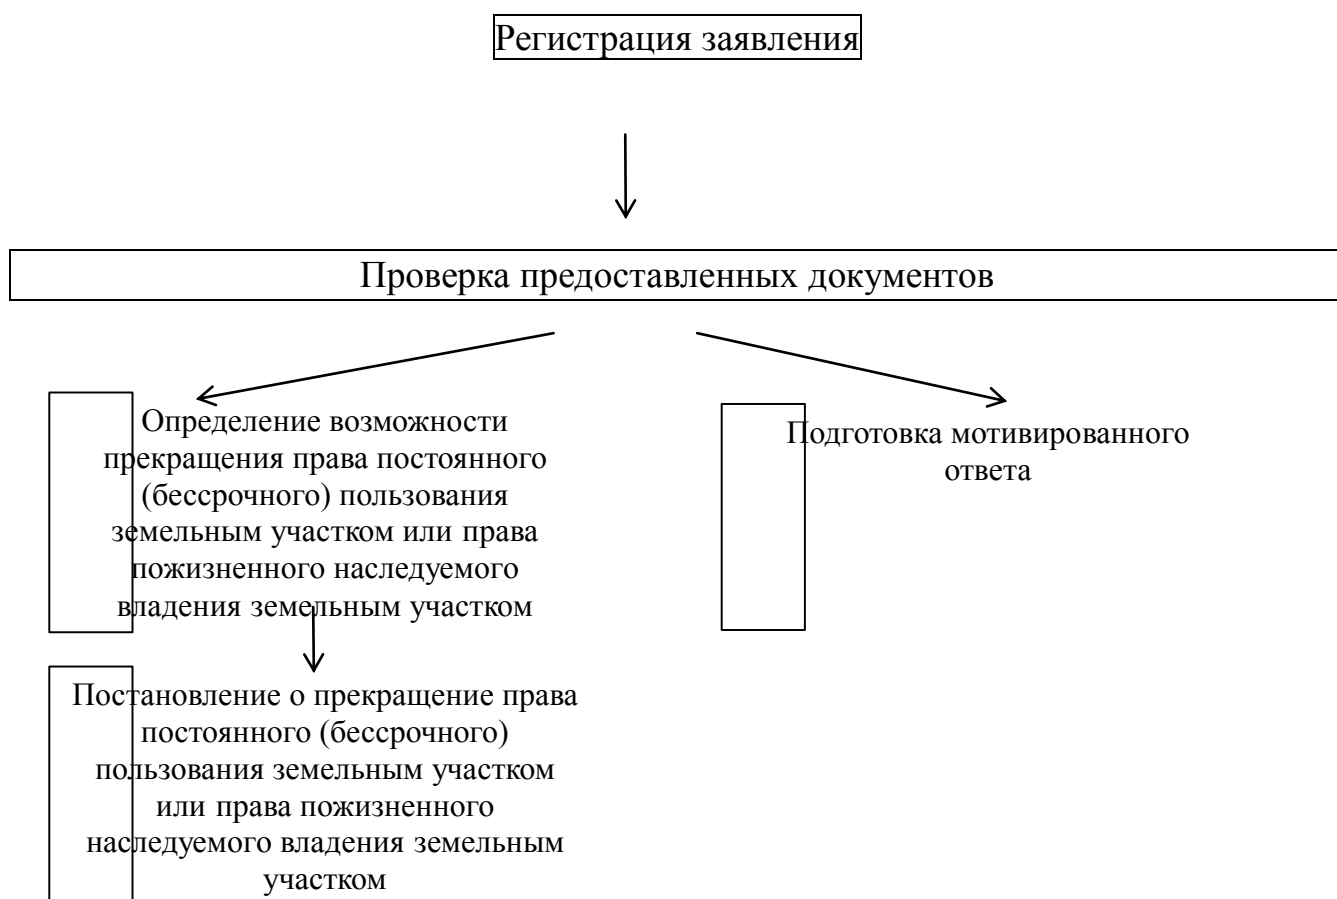 Регистрация заявления
Проверка предоставленных документов
Определение возможности
прекращения права постоянного
(бессрочного) пользования
земельным участком или права
пожизненного наследуемого
владения земельным участком
Подготовка мотивированного
ответа
Постановление о прекращение права
постоянного (бессрочного)
пользования земельным участком
или права пожизненного
наследуемого владения земельным
участком